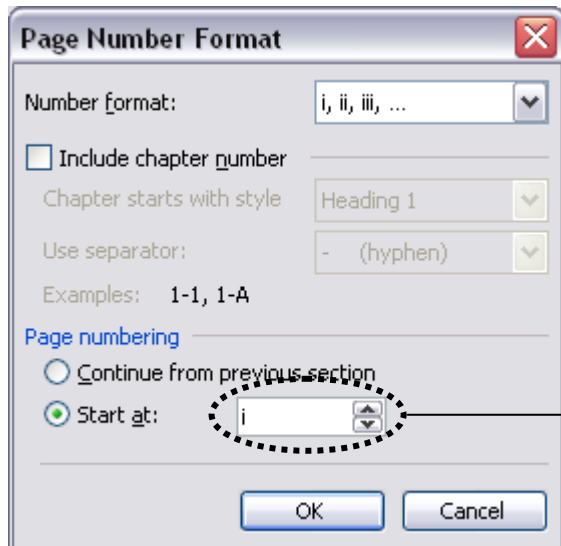 Page Number Format
Number format: i, ii, iii, ...
Include chapter number
Chapter starts with style Heading 1
Use separator: - (hyphen)
Examples: 1-1, 1-A
Page numbering
Continue from previous section
Start at: i
OK Cancel